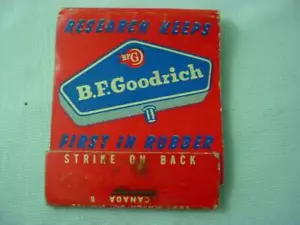 RESEARCH KEEPS
BFG
B.F.Goodrich
FIRST IN RUBBER
STRIKE ON BACK
CANADA